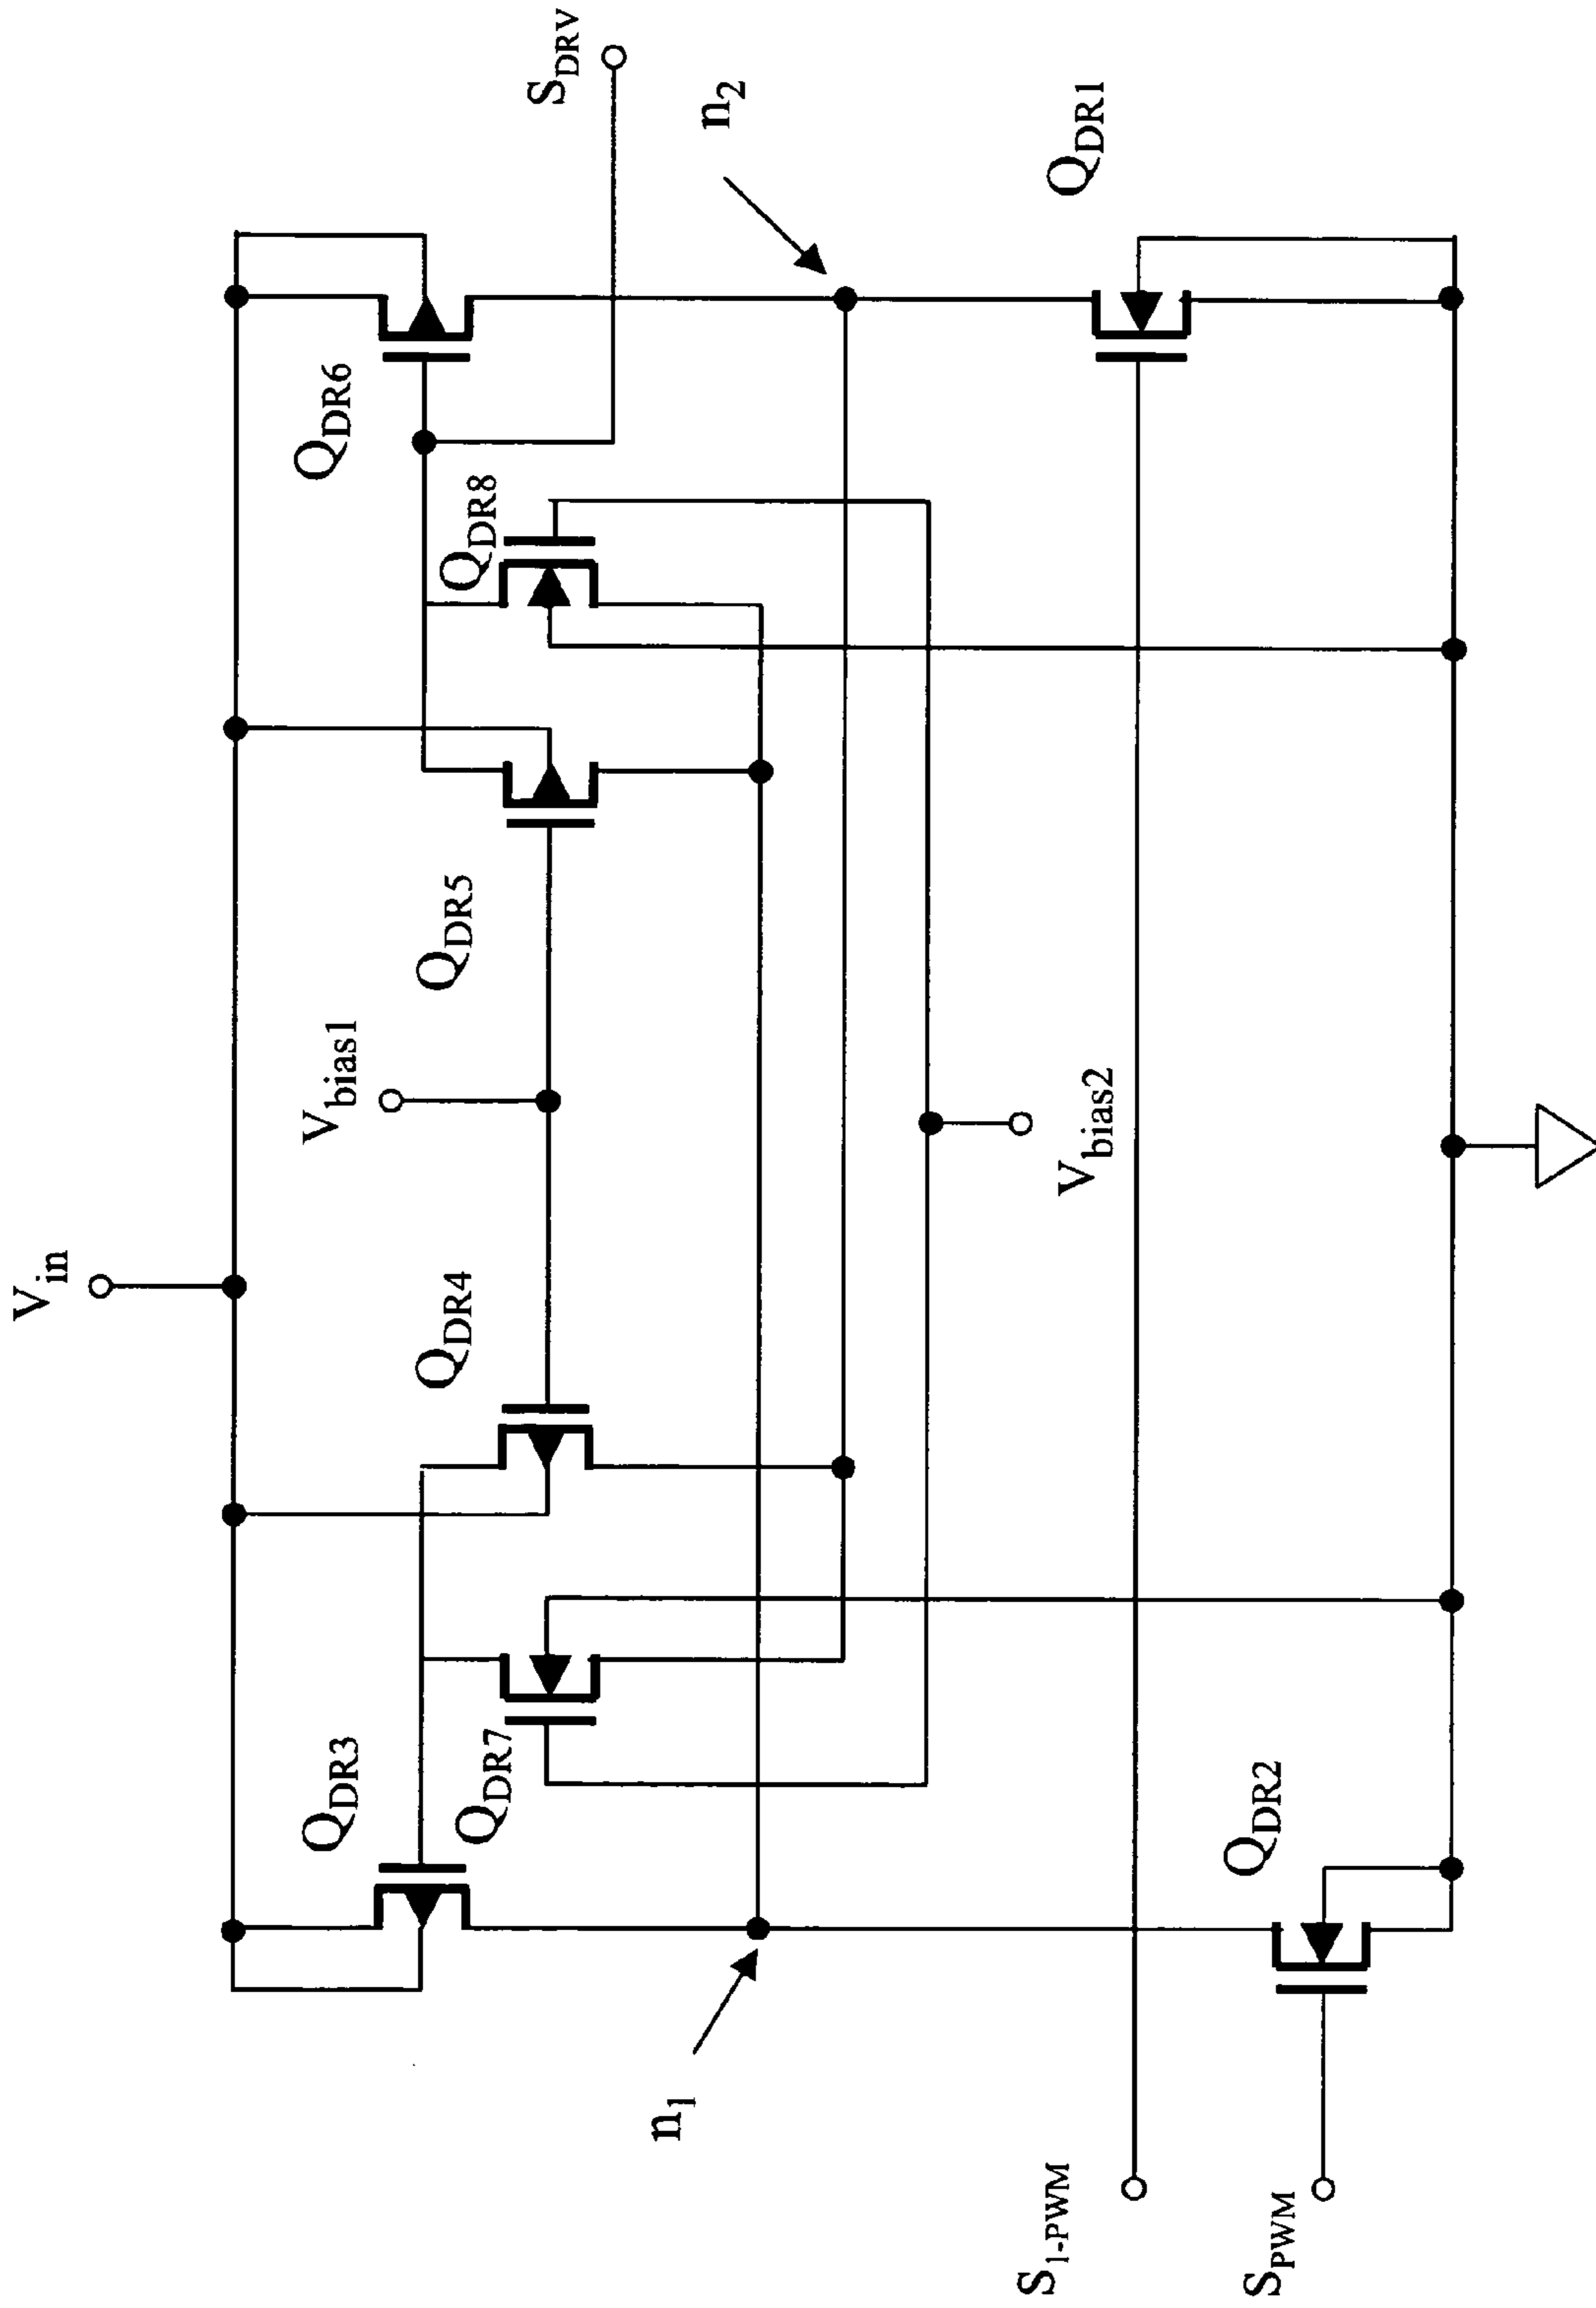 V_in
S_DRV
n_2
Q_DR6
Q_DR8
V_bias1
Q_DR5
Q_DR4
Q_DR3
Q_DR7
V_bias2
Q_DR1
Q_DR2
n_1
S_1-PWM
S_PWM